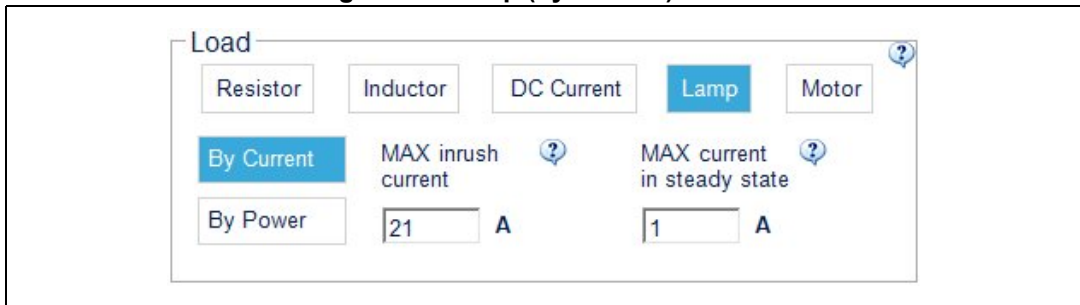 Load
?
Resistor Inductor DC Current Lamp Motor
By Current MAX inrush ? MAX current ?
current in steady state
By Power 21 A 1 A